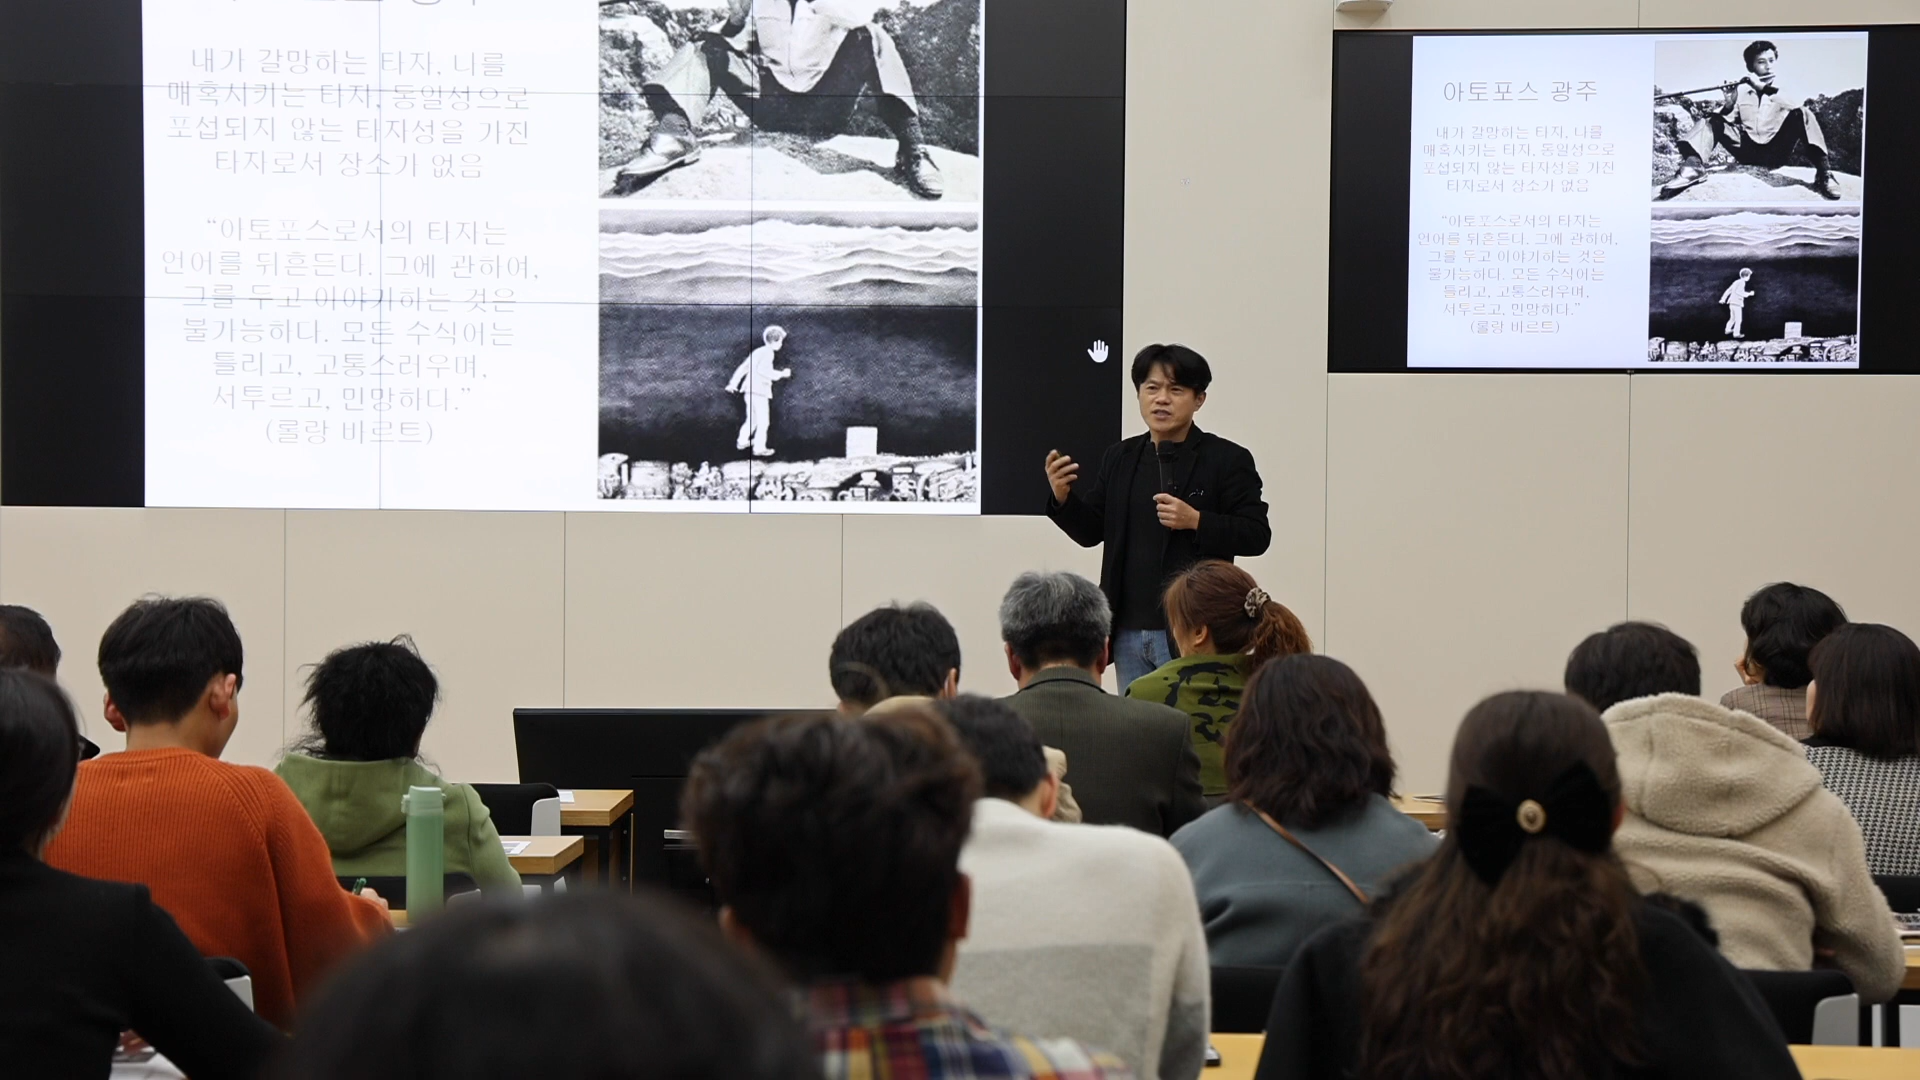 내가 갈망하는 타자, 나를
매혹시키는 타자, 동일성으로
포섭되지 않는 타자성을 가진
타자로서 장소가 없음
“아토포스로서의 타자는
언어를 뒤흔든다. 그에 관하여,
그를 두고 이야기하는 것은
불가능하다. 모든 수식어는
틀리고, 고통스러우며,
서투르고, 민망하다.”
(롤랑 바르트)
아토포스 광주
내가 갈망하는 타자, 나를
매혹시키는 타자, 동일성으로
포섭되지 않는 타자성을 가진
타자로서 장소가 없음
“아토포스로서의 타자는
언어를 뒤흔든다. 그에 관하여,
그를 두고 이야기하는 것은
불가능하다. 모든 수식어는
틀리고, 고통스러우며,
서투르고, 민망하다.”
(롤랑 바르트)